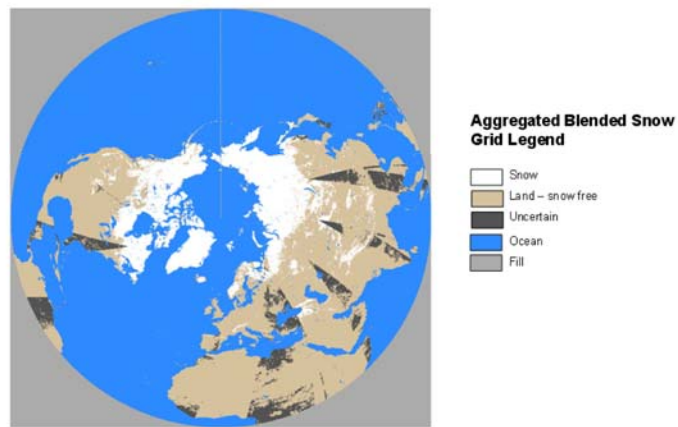 Aggregated Blended Snow
Grid Legend
Snow
Land – snow free
Uncertain
Ocean
Fill